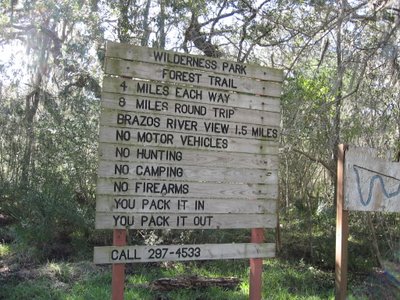 WILDERNESS PARK
FOREST TRAIL
4 MILES EACH WAY
8 MILES ROUND TRIP
BRAZOS RIVER VIEW 1.5 MILES
NO MOTOR VEHICLES
NO HUNTING
NO CAMPING
NO FIREARMS
YOU PACK IT IN
YOU PACK IT OUT
CALL 297-4533